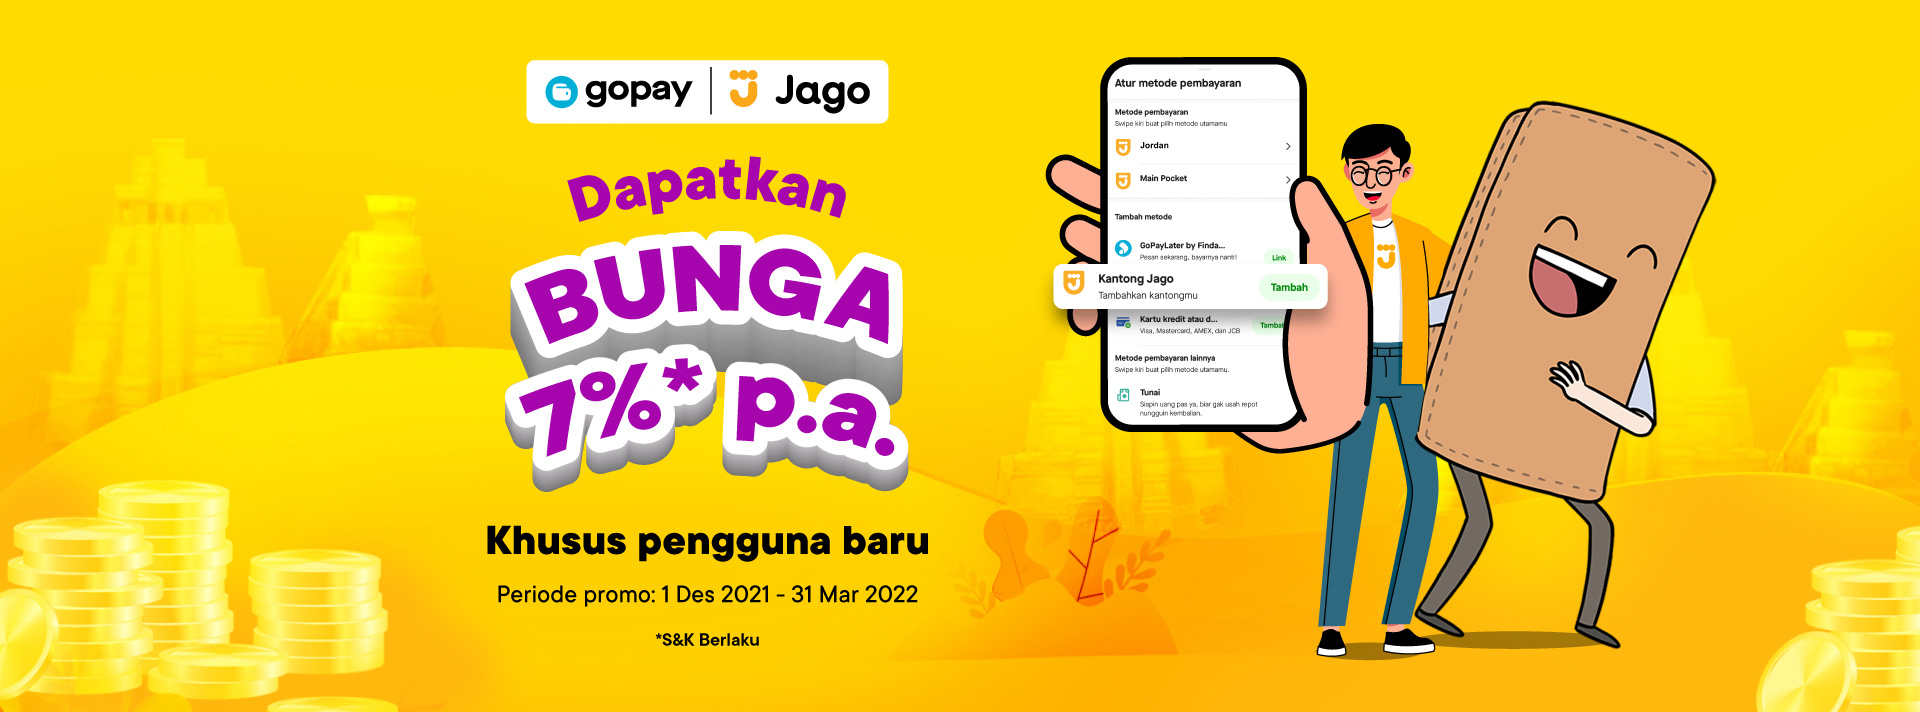 gopay | Jago
Dapatkan
BUNGA
7%* p.a.
Khusus pengguna baru
Periode promo: 1 Des 2021 - 31 Mar 2022
*S&K Berlaku
Atur metode pembayaran
Metode pembayaran
Swipe kiri buat pilih metode utamamu
Jordan
Main Pocket
Tambah metode
GoPayLater by Finda...
Pesan sekarang, bayarnya nanti!
Link
Kantong Jago
Tambahkan kantongmu
Tambah
Kartu kredit atau d...
Visa, Mastercard, AMEX, dan JCB
Tambah
Metode pembayaran lainnya
Swipe kiri buat pilih metode utamamu.
Tunai
Siapin uang pas ya, biar gak usah repot
nungguin kembalian.